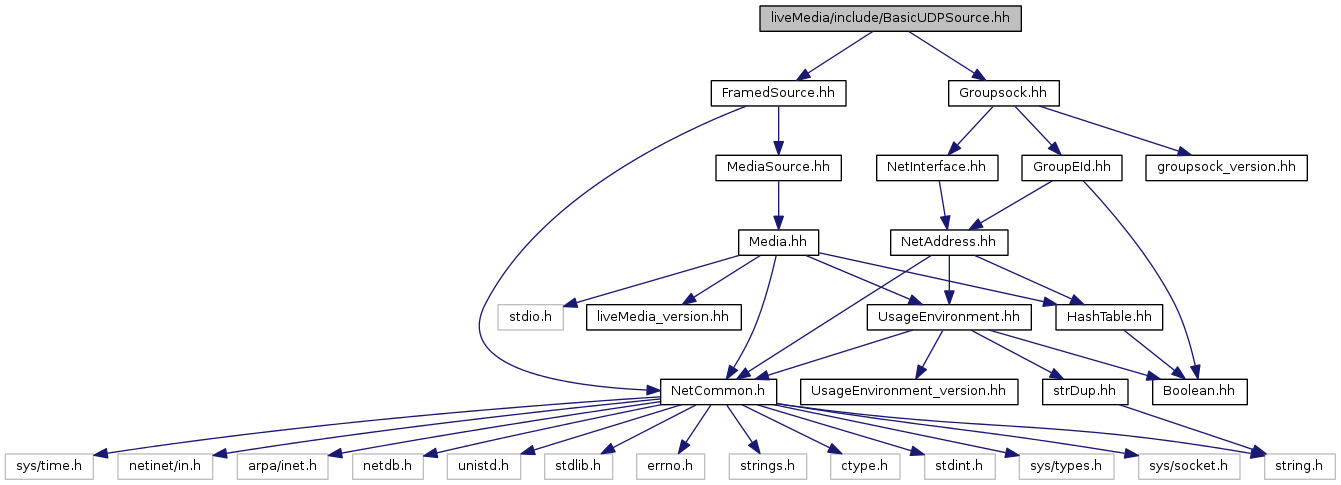 liveMedia/include/BasicUDPSource.hh
FramedSource.hh
Groupsock.hh
MediaSource.hh
NetInterface.hh
GroupEId.hh
groupsock_version.hh
Media.hh
NetAddress.hh
stdio.h
liveMedia_version.hh
UsageEnvironment.hh
HashTable.hh
NetCommon.h
UsageEnvironment_version.hh
strDup.hh
Boolean.hh
sys/time.h
netinet/in.h
arpa/inet.h
netdb.h
unistd.h
stdlib.h
errno.h
strings.h
ctype.h
stdint.h
sys/types.h
sys/socket.h
string.h